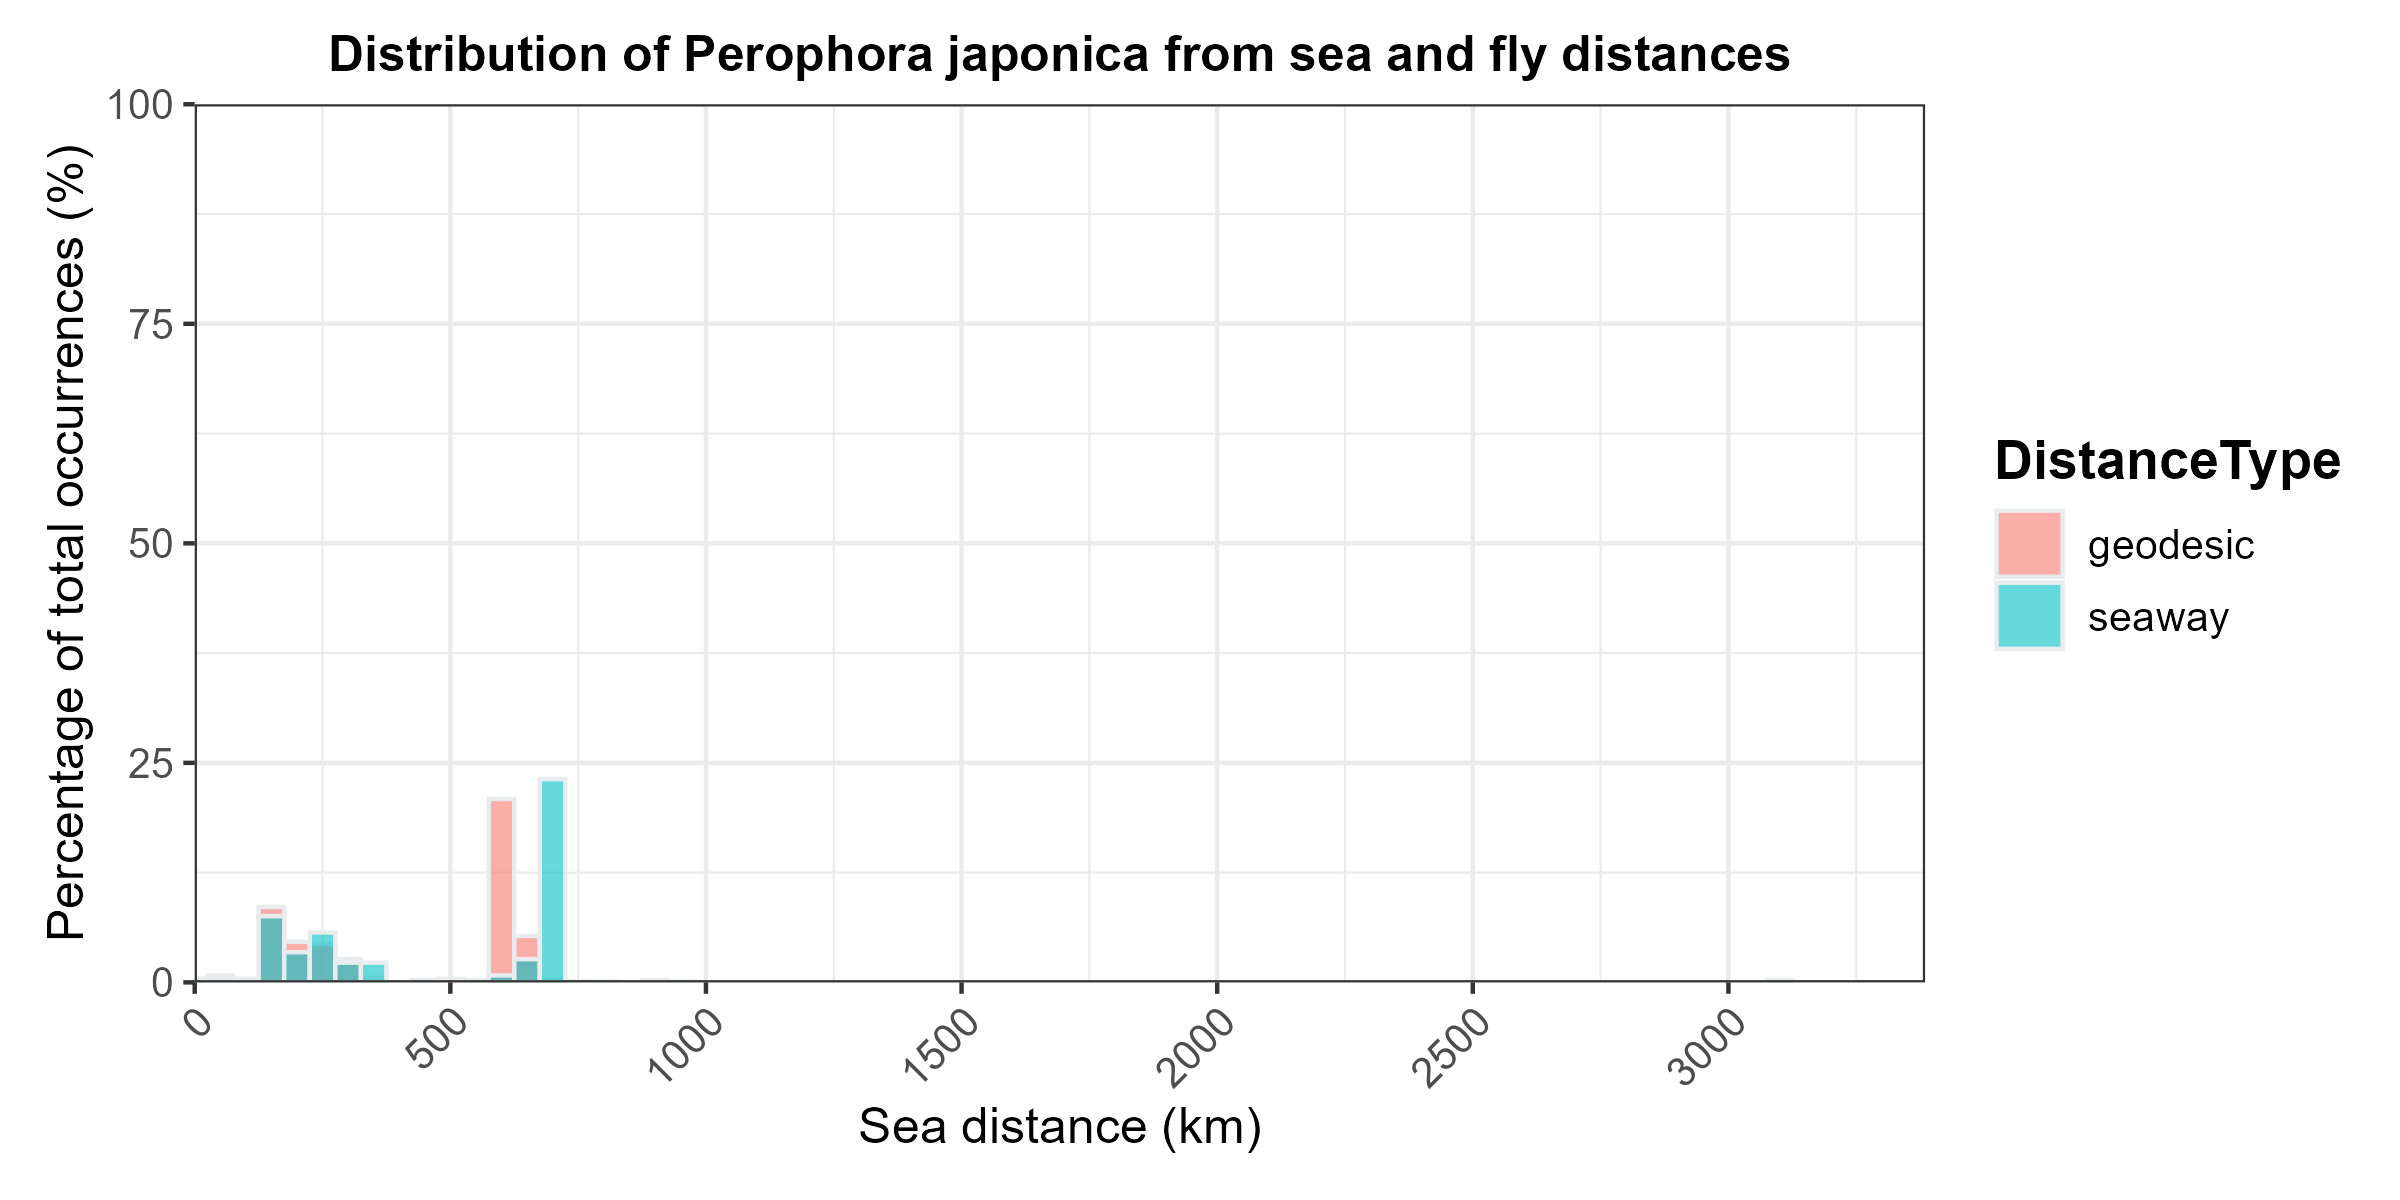 Distribution of Perophora japonica from sea and fly distances
Percentage of total occurrences (%)
100
75
50
25
0
0
500
1000
1500
2000
2500
3000
Sea distance (km)
DistanceType
geodesic
seaway